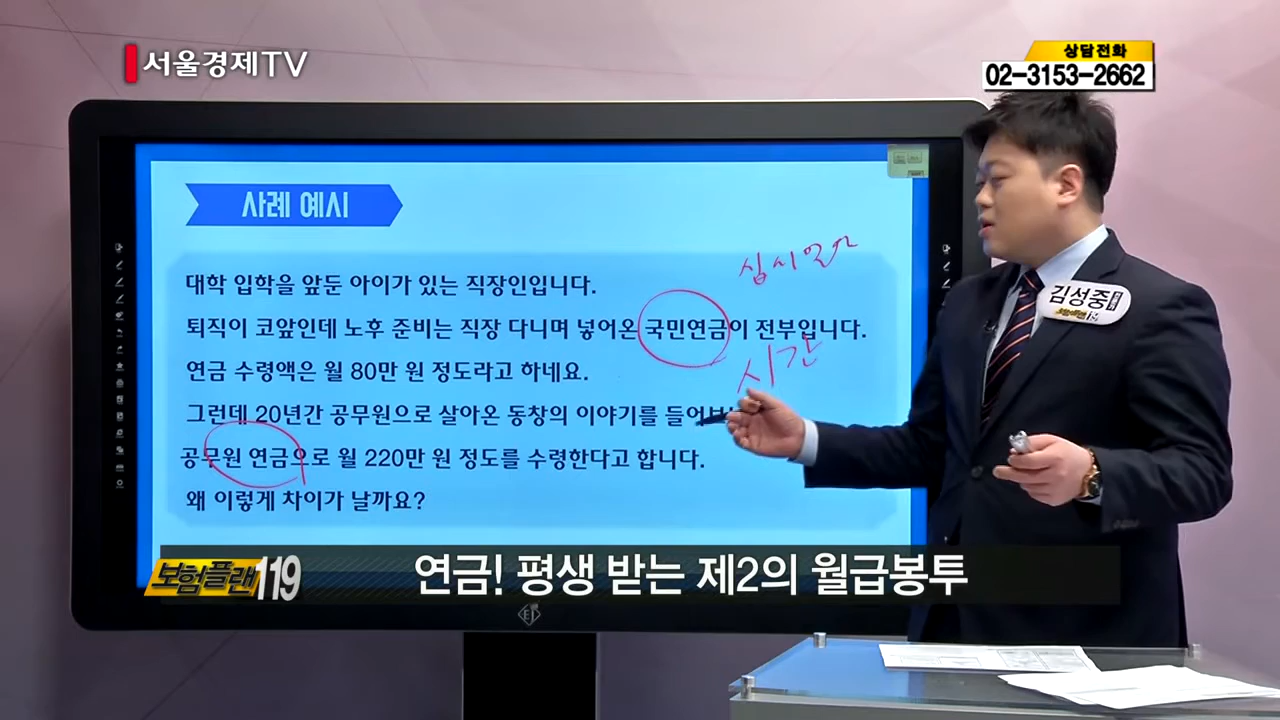 서울경제TV
상담전화
02-3153-2662
사례 예시
십시일반
대학 입학을 앞둔 아이가 있는 직장인입니다.
퇴직이 코앞인데 노후 준비는 직장 다니며 넣어온 국민연금이 전부입니다.
시간
연금 수령액은 월 80만 원 정도라고 하네요.
그런데 20년간 공무원으로 살아온 동창의 이야기를 들어보
공무원 연금으로 월 220만 원 정도를 수령한다고 합니다.
왜 이렇게 차이가 날까요?
김성중
보험플랜119
연금! 평생 받는 제2의 월급봉투